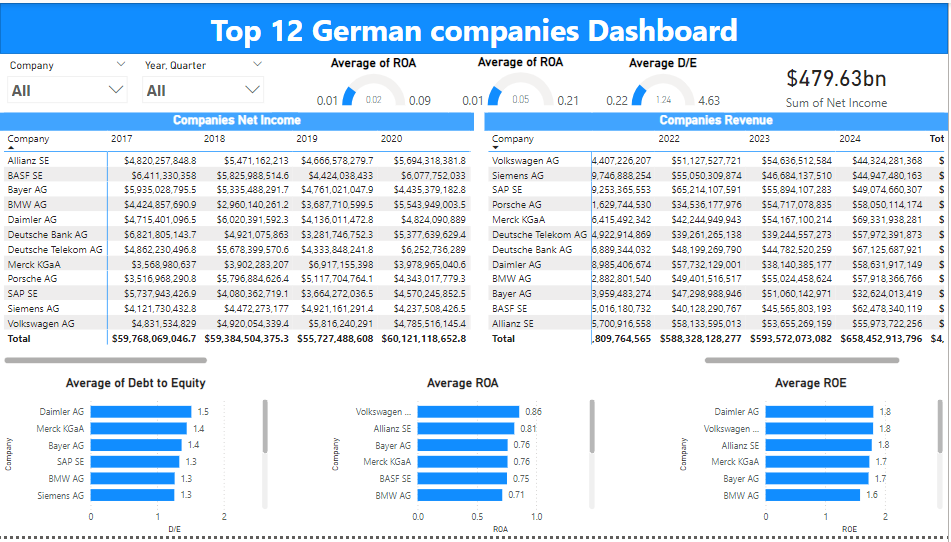 Top 12 German companies Dashboard
Company
All
Year, Quarter
All
Average of ROA
0.01 0.02 0.09
Average of ROA
0.01 0.05 0.21
Average D/E
0.22 1.24 4.63
$479.63bn
Sum of Net Income
Companies Net Income
Company 2017 2018 2019 2020
Allianz SE $4,820,257,848.8 $5,471,162,213 $4,666,578,279.7 $5,694,318,381.8
BASF SE $6,411,330,358 $5,825,988,514.6 $4,424,038,433 $6,077,752,033
Bayer AG $5,935,028,795.5 $5,335,488,291.7 $4,761,021,047.9 $4,435,379,182.8
BMW AG $4,424,857,690.9 $2,960,140,261.2 $3,687,710,599.5 $5,543,949,003.5
Daimler AG $4,715,401,096.5 $6,020,391,592.3 $4,136,011,472.8 $4,824,090,889
Deutsche Bank AG $6,821,805,143.7 $4,921,075,863 $3,281,746,752.3 $5,377,639,629.4
Deutsche Telekom AG $4,862,230,496.8 $5,678,399,570.6 $4,333,848,241.8 $6,252,736,289
Merck KGaA $3,568,980,637 $3,902,283,207 $6,917,155,398 $3,978,965,040.6
Porsche AG $3,516,968,290.8 $5,796,884,626.4 $5,117,704,764.1 $4,343,017,779.3
SAP SE $5,737,943,426.9 $4,080,362,719.1 $3,664,272,036.5 $4,570,245,852.5
Siemens AG $4,121,730,432.8 $4,472,273,177 $4,921,161,291.4 $4,237,508,426.5
Volkswagen AG $4,831,534,829 $4,920,054,339.4 $5,816,240,291 $4,785,516,145.4
Total $59,768,069,046.7 $59,384,504,375.3 $55,727,488,608 $60,121,118,652.8
Companies Revenue
Company 2022 2023 2024 Tot
Volkswagen AG 4,407,226,207 $51,127,527,721 $54,636,512,584 $44,324,281,368 $
Siemens AG 9,746,888,254 $55,050,309,874 $46,684,137,510 $44,947,480,163 $
SAP SE 9,253,365,553 $65,214,107,591 $55,894,107,283 $49,074,660,307 $
Porsche AG 1,629,744,530 $34,536,177,976 $54,717,078,835 $58,050,114,174 $
Merck KGaA 6,415,492,342 $42,244,949,943 $54,167,100,214 $69,331,938,281 $
Deutsche Telekom AG 4,922,914,869 $39,261,265,138 $39,244,557,273 $57,972,391,873 $
Deutsche Bank AG 6,889,344,032 $48,199,269,790 $44,782,520,259 $67,125,687,921 $
Daimler AG 8,985,406,674 $57,732,129,001 $38,140,385,177 $58,631,917,149 $
BMW AG 2,882,801,540 $49,401,516,517 $55,024,458,624 $57,918,366,766 $
Bayer AG 3,959,483,274 $47,298,988,946 $51,060,142,971 $32,624,013,419 $
BASF SE 5,016,180,732 $40,128,290,767 $45,565,803,193 $62,478,340,119 $
Allianz SE 5,700,916,558 $58,133,595,013 $53,655,269,159 $55,973,722,256 $
Total ,809,764,565 $588,328,128,277 $593,572,073,082 $658,452,913,796 $4,
Average of Debt to Equity
Company
Daimler AG 1.5
Merck KGaA 1.4
Bayer AG 1.4
SAP SE 1.3
BMW AG 1.3
Siemens AG 1.3
0 1 2
D/E
Average ROA
Company
Volkswagen ... 0.86
Allianz SE 0.81
Bayer AG 0.76
Merck KGaA 0.76
BASF SE 0.75
BMW AG 0.71
0.0 0.5 1.0
ROA
Average ROE
Company
Daimler AG 1.8
Volkswagen ... 1.8
Allianz SE 1.8
Merck KGaA 1.7
Bayer AG 1.7
BMW AG 1.6
0 1 2
ROE